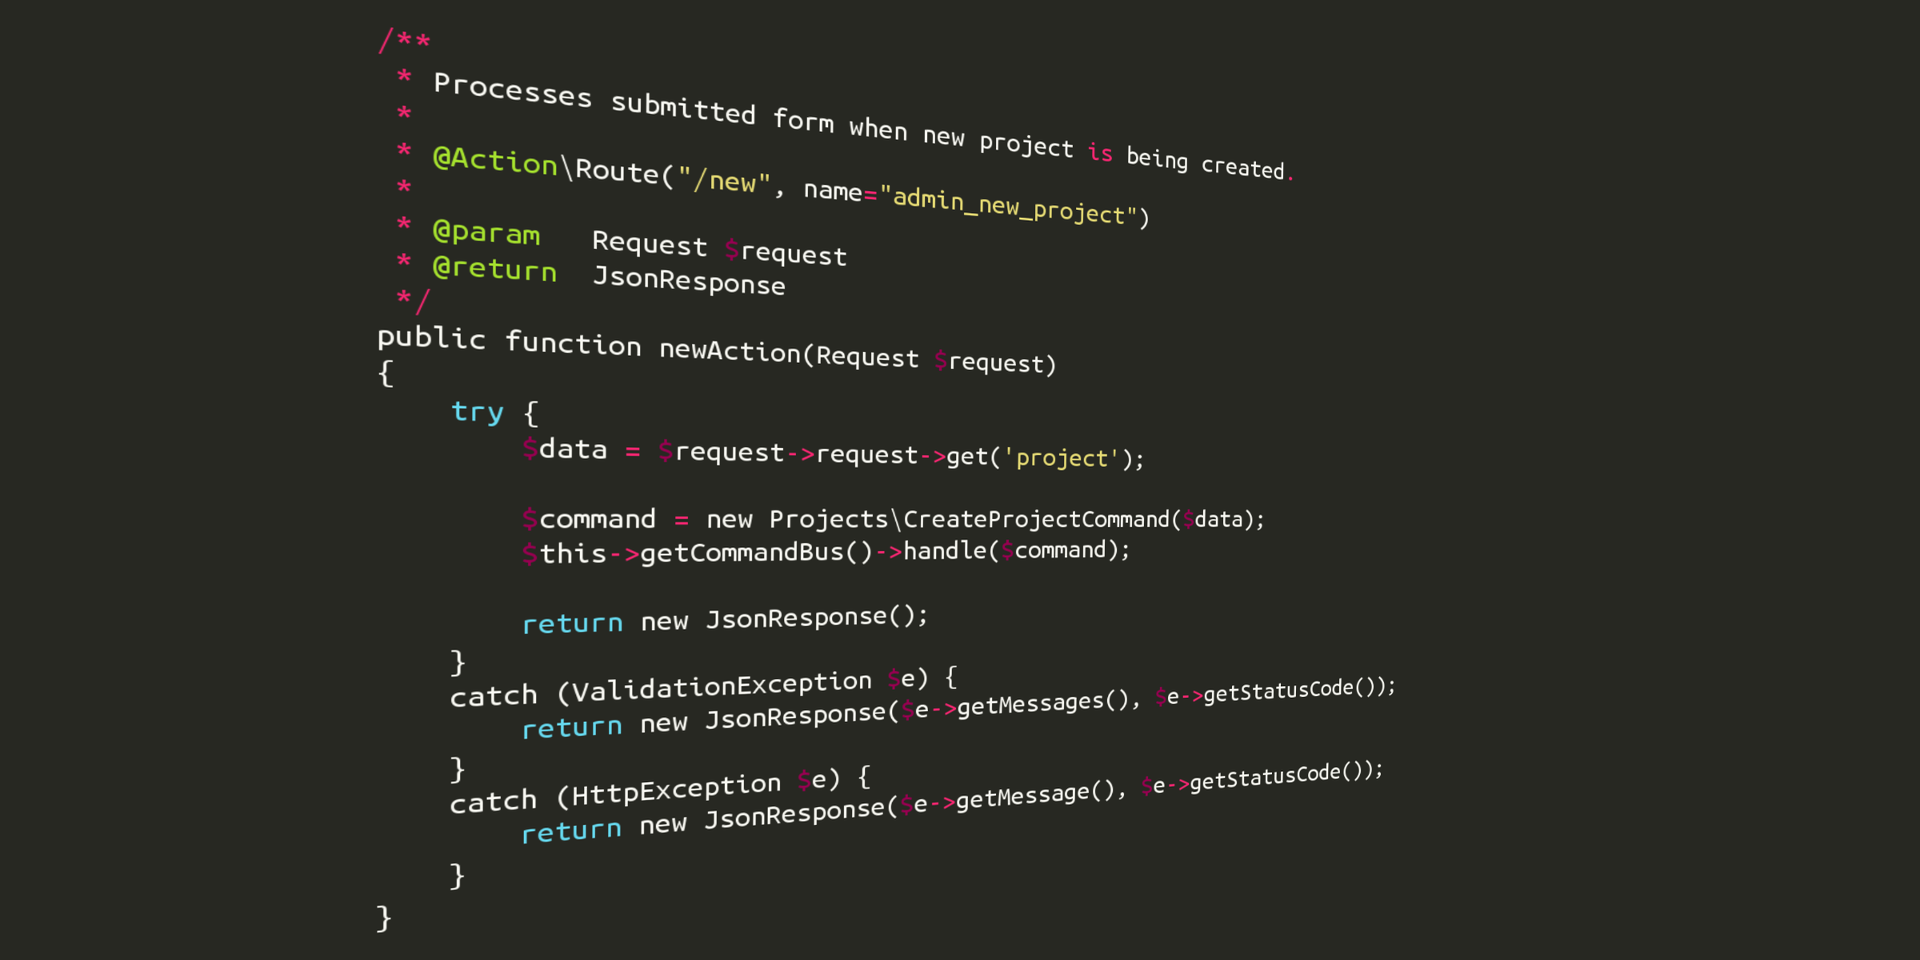 /**
 * Processes submitted form when new project is being created.
 *
 * @Action\Route("/new", name="admin_new_project")
 *
 * @param   Request $request
 * @return  JsonResponse
 */
public function newAction(Request $request)
{
    try {
        $data = $request->request->get('project');

        $command = new Projects\CreateProjectCommand($data);
        $this->getCommandBus()->handle($command);

        return new JsonResponse();
    }
    catch (ValidationException $e) {
        return new JsonResponse($e->getMessages(), $e->getStatusCode());
    }
    catch (HttpException $e) {
        return new JsonResponse($e->getMessage(), $e->getStatusCode());
    }
}